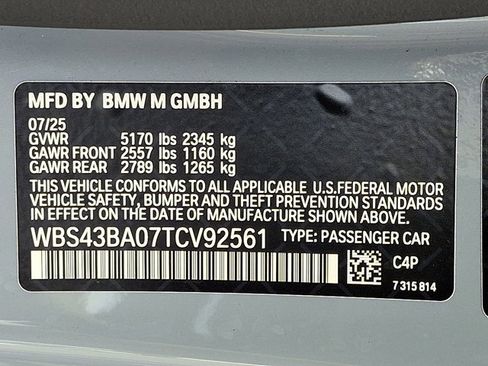 MFD BY BMW M GMBH
07/25
GVWR 5170 lbs 2345 kg
GAWR FRONT 2557 lbs 1160 kg
GAWR REAR 2789 lbs 1265 kg
THIS VEHICLE CONFORMS TO ALL APPLICABLE U.S.FEDERAL MOTOR
VEHICLE SAFETY, BUMPER AND THEFT PREVENTION STANDARDS
IN EFFECT ON THE DATE OF MANUFACTURE SHOWN ABOVE.
WBS43BA07TCV92561 TYPE: PASSENGER CAR
C4P
7 315 814